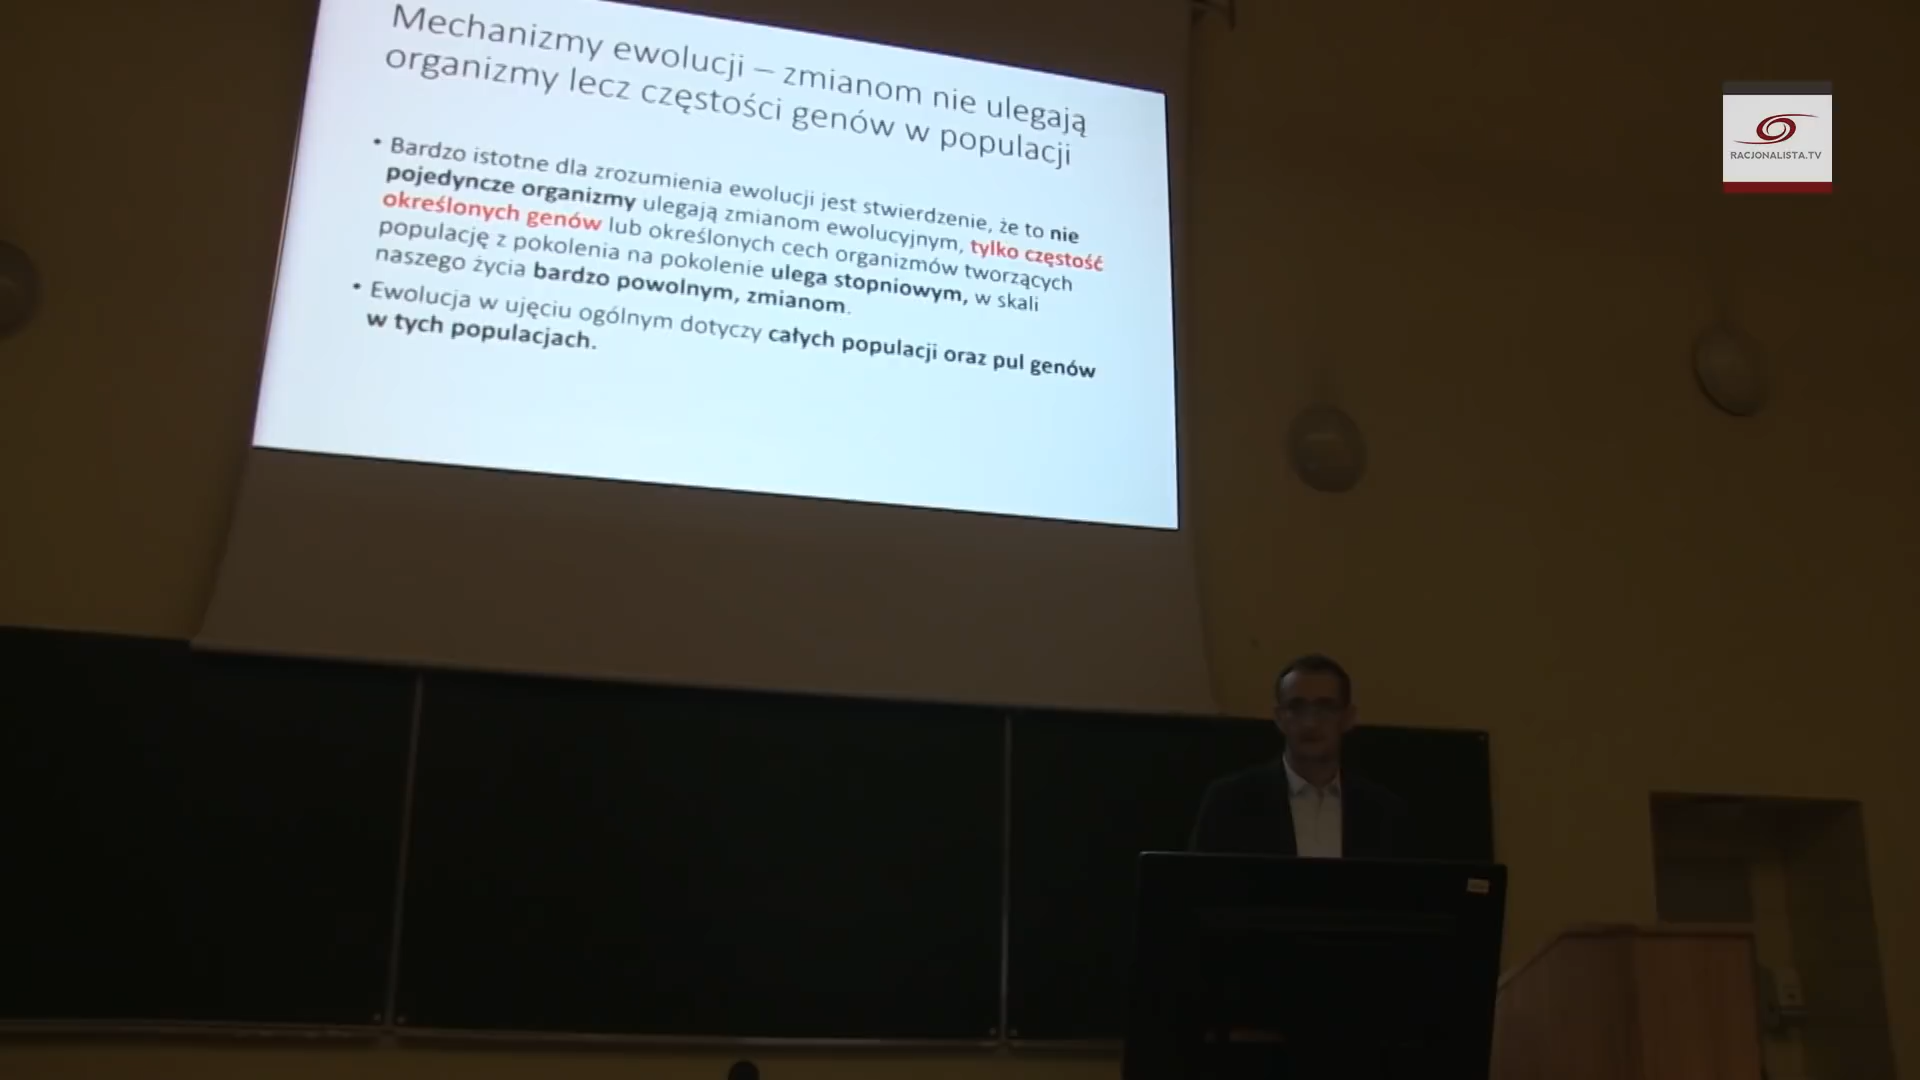 Mechanizmy ewolucji – zmianom nie ulegają
organizmy lecz częstości genów w populacji
• Bardzo istotne dla zrozumienia ewolucji jest stwierdzenie, że to nie
pojedyncze organizmy ulegają zmianom ewolucyjnym, tylko częstość
określonych genów lub określonych cech organizmów tworzących
populację z pokolenia na pokolenie ulega stopniowym, w skali
naszego życia bardzo powolnym, zmianom.
• Ewolucja w ujęciu ogólnym dotyczy całych populacji oraz pul genów
w tych populacjach.
RACJONALISTA.TV